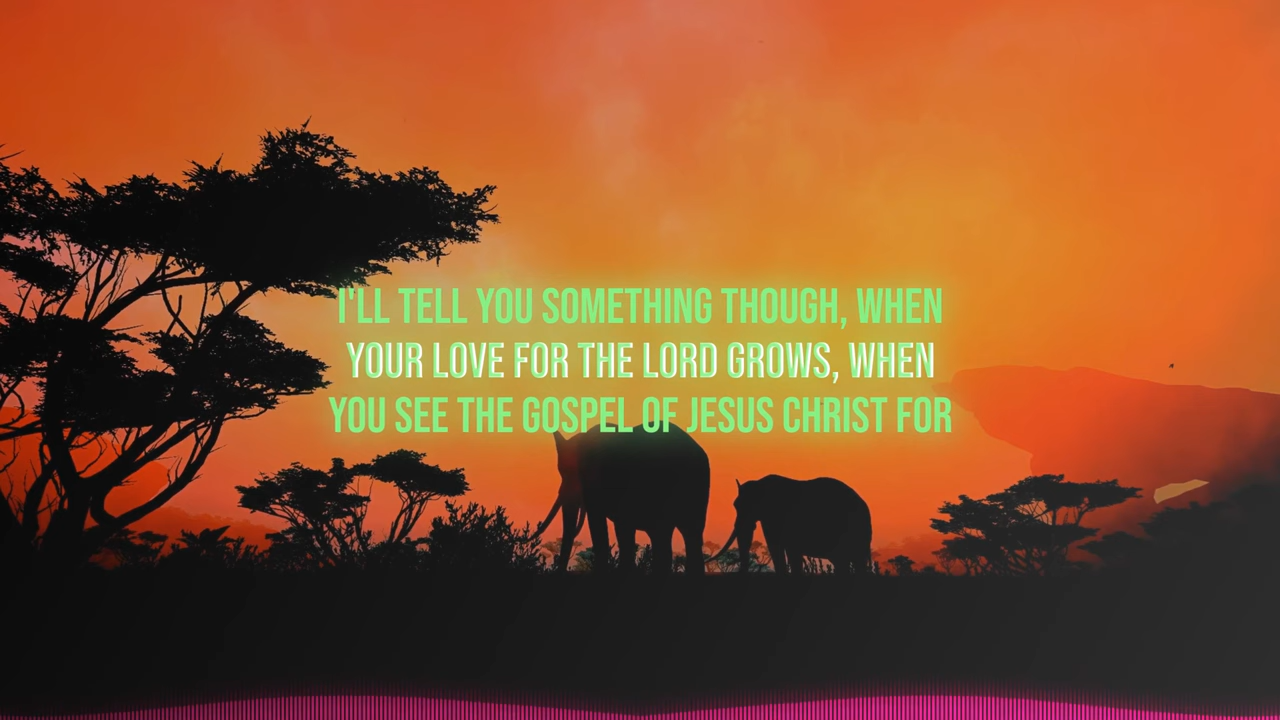 I'LL TELL YOU SOMETHING THOUGH, WHEN
YOUR LOVE FOR THE LORD GROWS, WHEN
YOU SEE THE GOSPEL OF JESUS CHRIST FOR